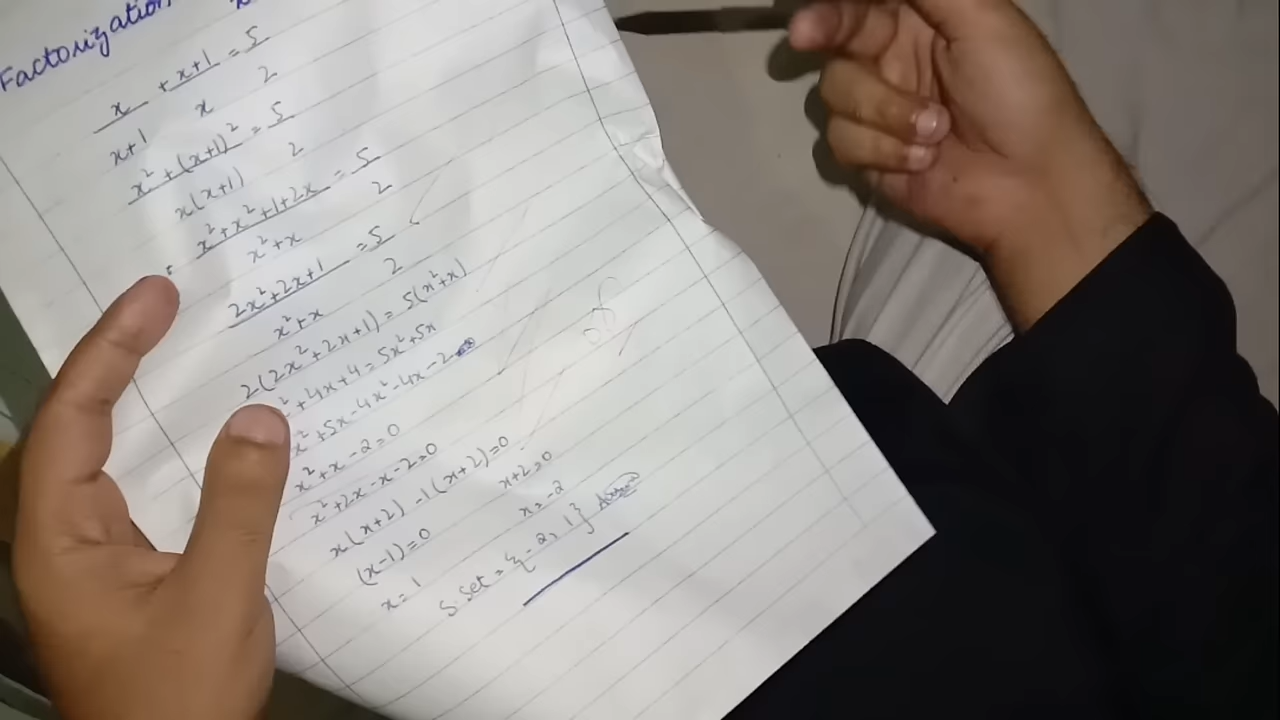 Factorization
x/x+1 + x+1/x = 5/2
x²+(x+1)²/x(x+1) = 5/2
x²+x²+1+2x/x²+x = 5/2
2x²+2x+1/x²+x = 5/2
2(2x²+2x+1) = 5(x²+x)
²+4x+4 = 5x²+5x
x²+5x-4x²-4x-2
x²+x-2=0
x²+2x-x-2=0
x(x+2) -1(x+2)=0
(x-1)=0 x+2=0
x=1 x=-2
S.Set = {-2, 1}